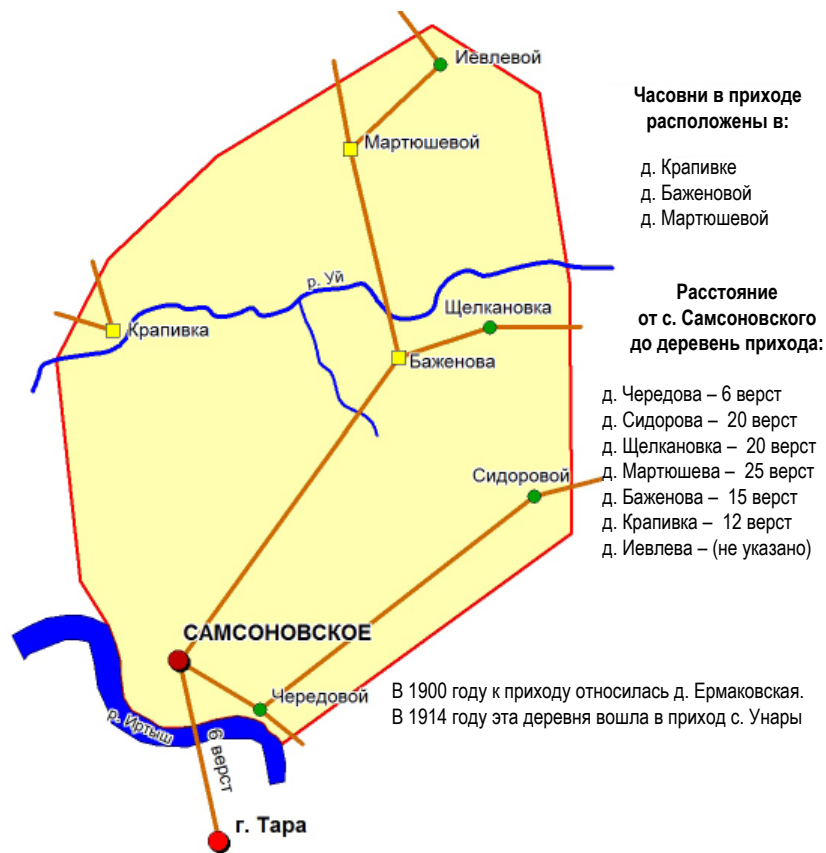 Иевлевой
Мартюшевой
р. Уй
Крапивка
Щелкановка
Баженова
Сидоровой
САМСОНОВСКОЕ
Чередовой
р. Иртыш
6 верст
г. Тара
Часовни в приходе
расположены в:
д. Крапивке
д. Баженовой
д. Мартюшевой
Расстояние
от с. Самсоновского
до деревень прихода:
д. Чередова – 6 верст
д. Сидорова – 20 верст
д. Щелкановка – 20 верст
д. Мартюшева – 25 верст
д. Баженова – 15 верст
д. Крапивка – 12 верст
д. Иевлева – (не указано)
В 1900 году к приходу относилась д. Ермаковская.
В 1914 году эта деревня вошла в приход с. Унары